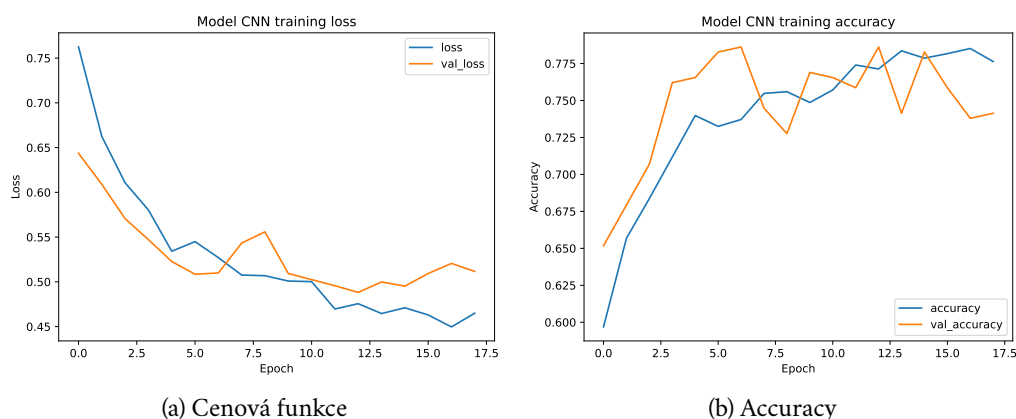 Model CNN training loss
loss
val_loss
0.75
0.70
0.65
0.60
0.55
0.50
0.45
Loss
0.0 2.5 5.0 7.5 10.0 12.5 15.0 17.5
Epoch
(a) Cenová funkce
Model CNN training accuracy
0.775
0.750
0.725
0.700
0.675
0.650
0.625
0.600
Accuracy
accuracy
val_accuracy
0.0 2.5 5.0 7.5 10.0 12.5 15.0 17.5
Epoch
(b) Accuracy